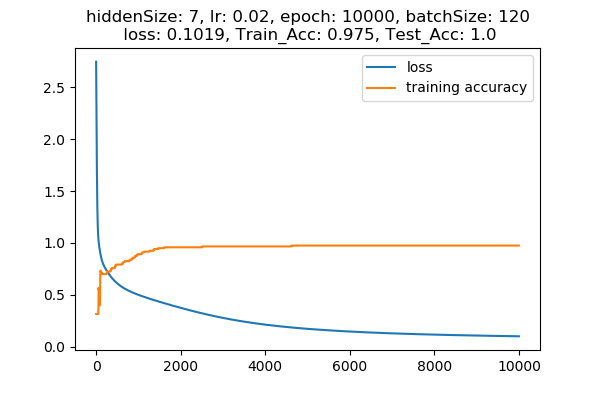 hiddenSize: 7, lr: 0.02, epoch: 10000, batchSize: 120
loss: 0.1019, Train_Acc: 0.975, Test_Acc: 1.0
loss
training accuracy
2.5
2.0
1.5
1.0
0.5
0.0
0 2000 4000 6000 8000 10000